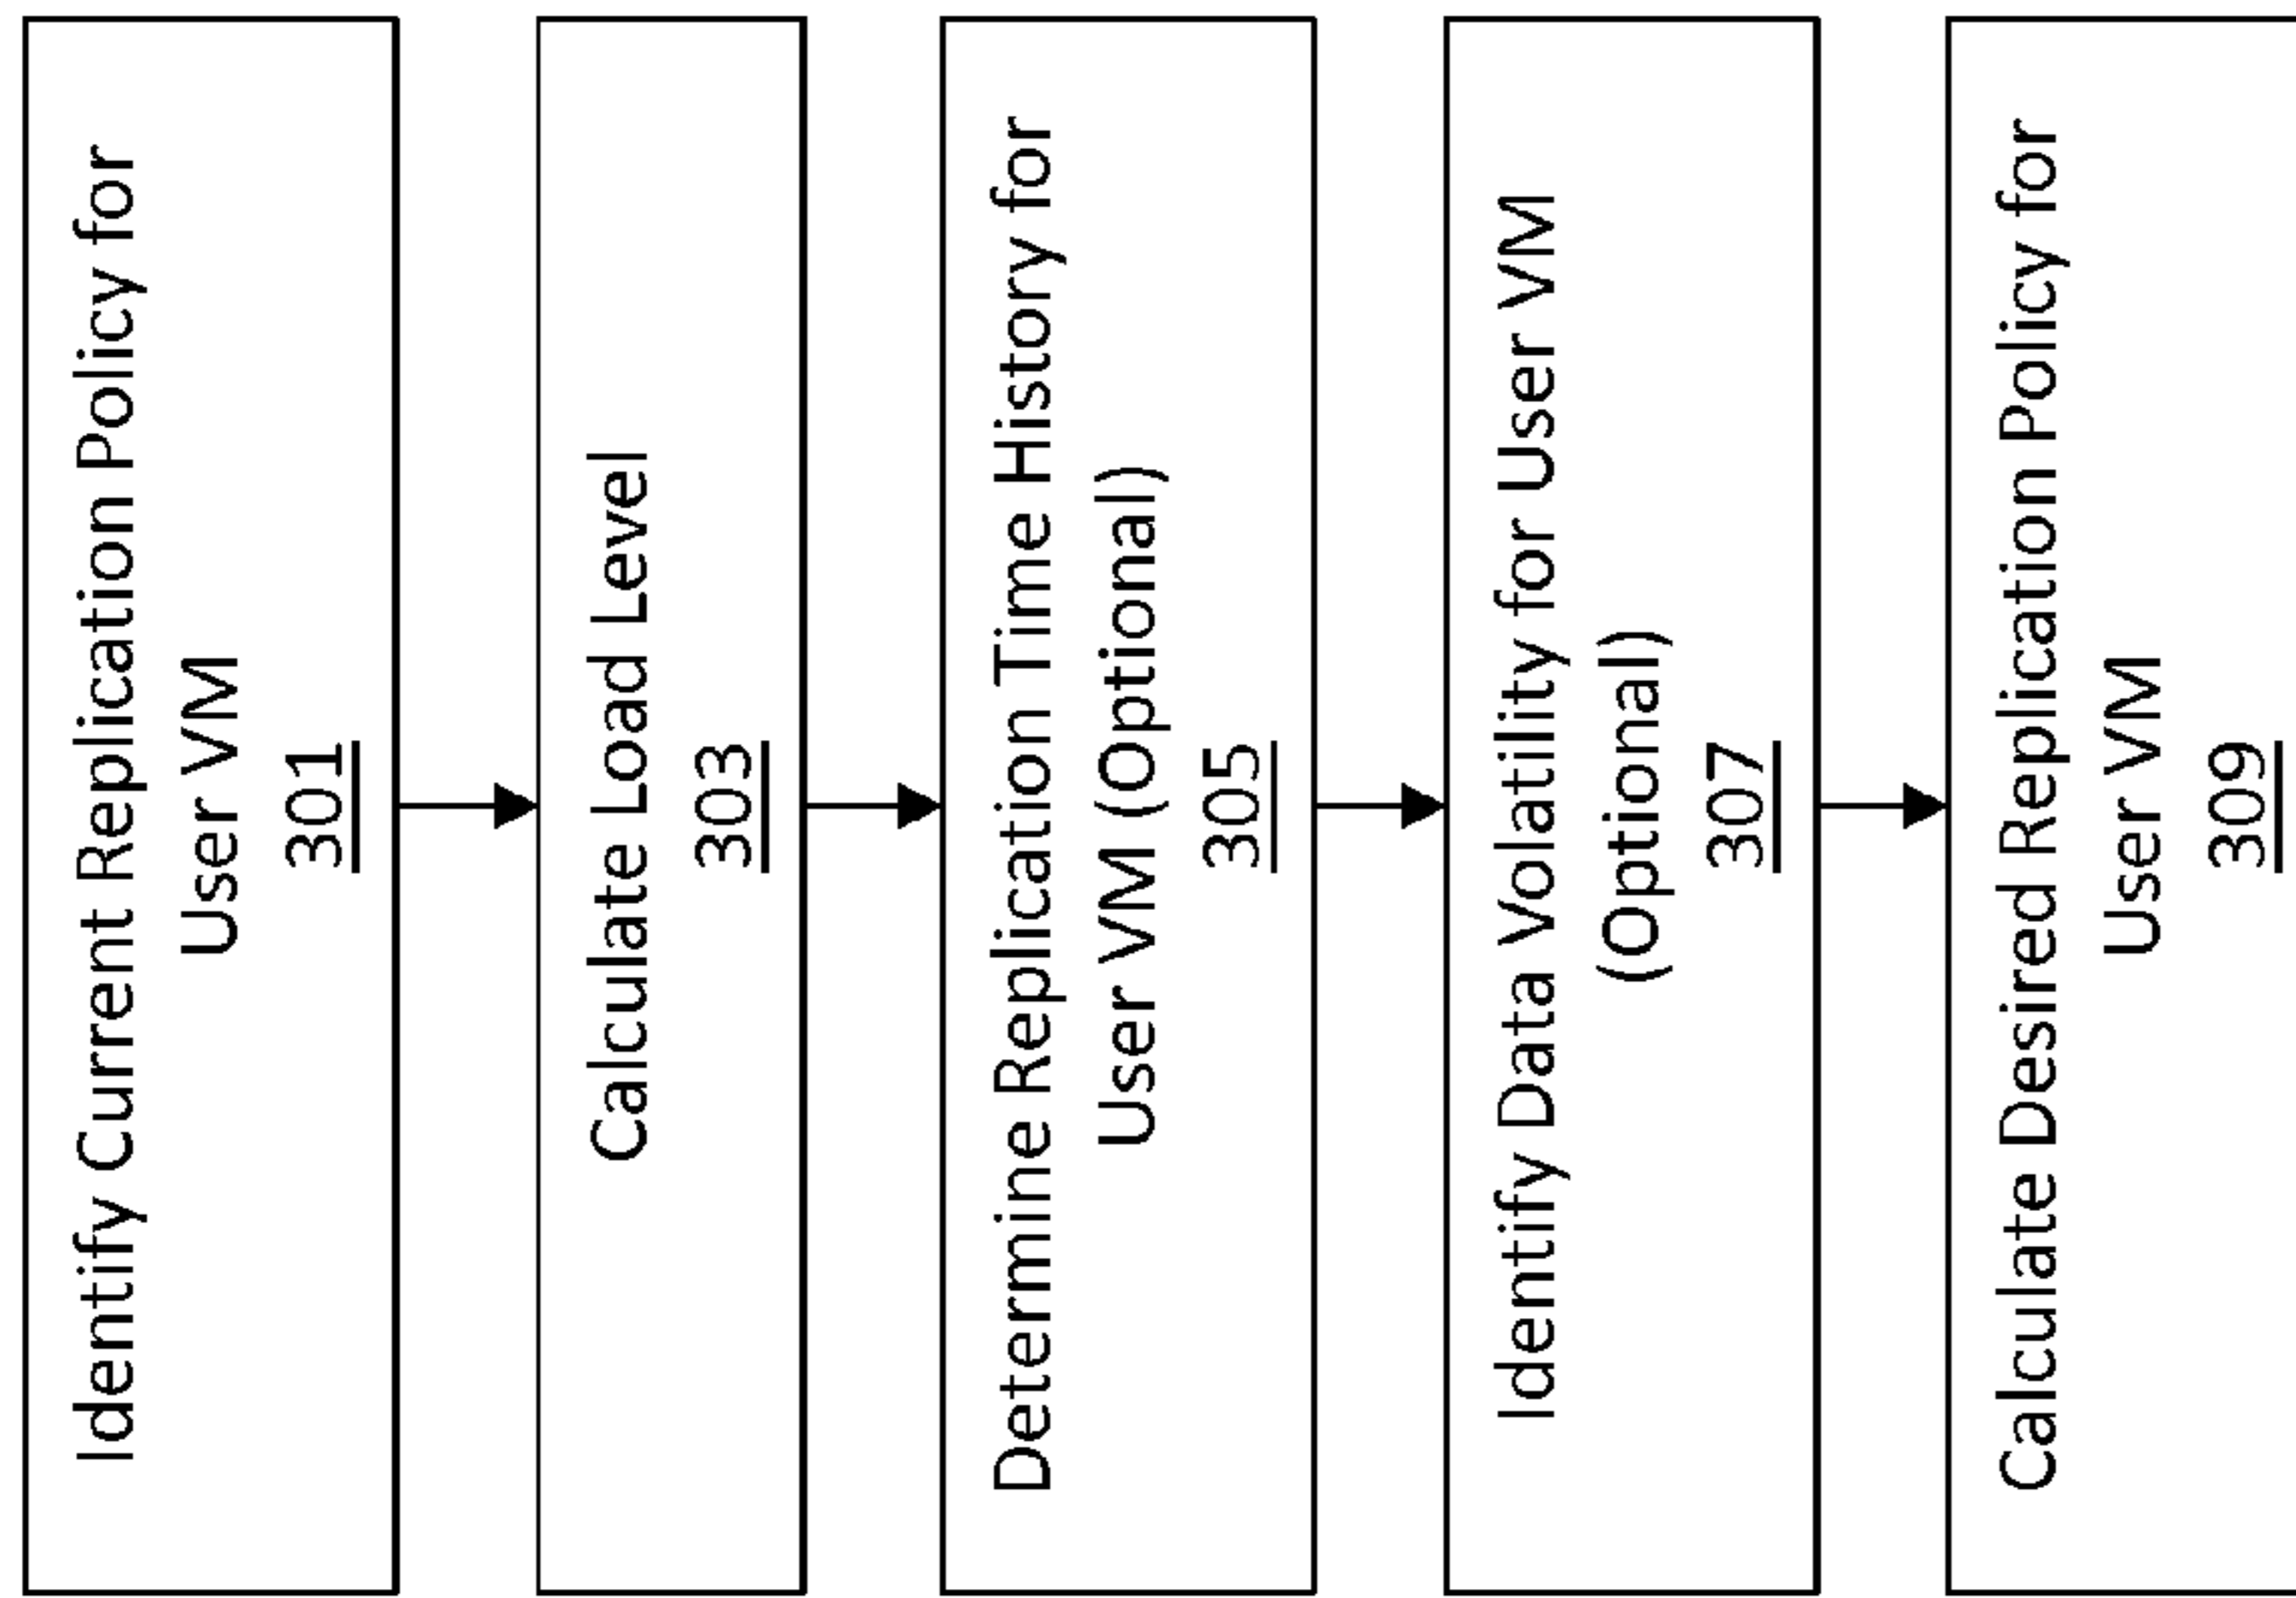 Identify Current Replication Policy for
User VM
301
Calculate Load Level
303
Determine Replication Time History for
User VM (Optional)
305
Identify Data Volatility for User VM
(Optional)
307
Calculate Desired Replication Policy for
User VM
309